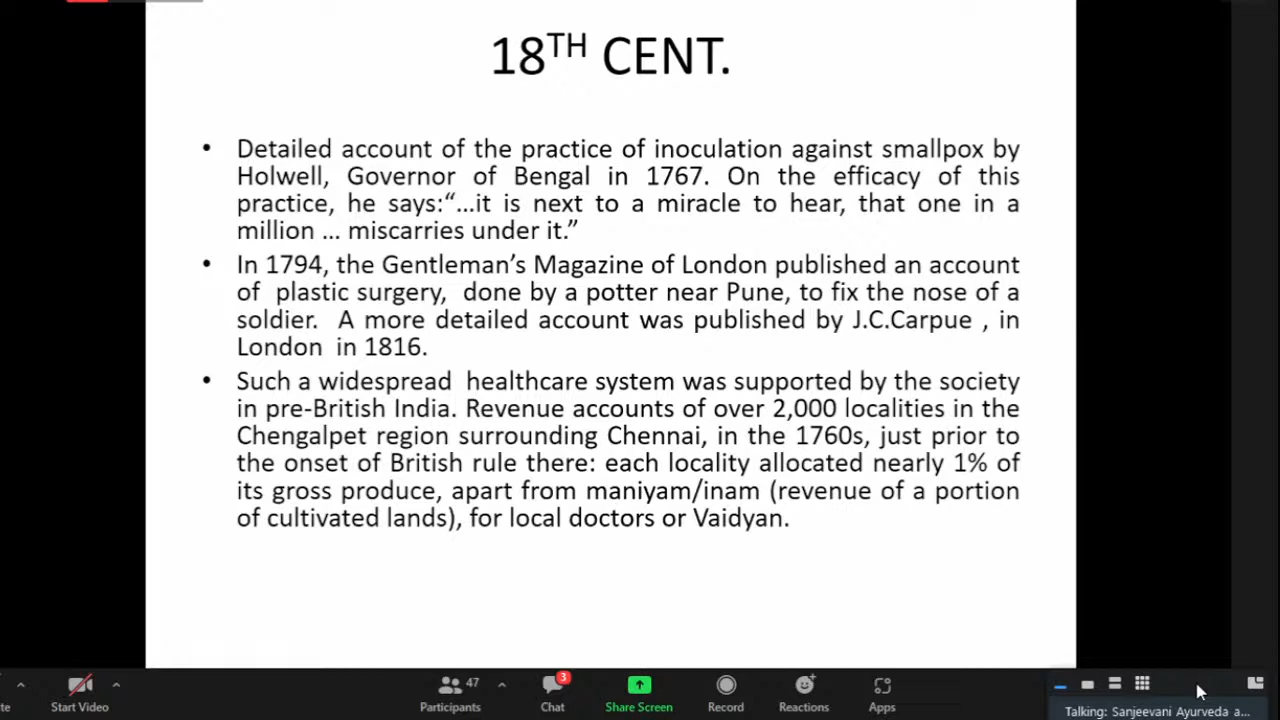 18TH CENT.
• Detailed account of the practice of inoculation against smallpox by
Holwell, Governor of Bengal in 1767. On the efficacy of this
practice, he says:“...it is next to a miracle to hear, that one in a
million ... miscarries under it.”
• In 1794, the Gentleman’s Magazine of London published an account
of plastic surgery, done by a potter near Pune, to fix the nose of a
soldier. A more detailed account was published by J.C.Carpue , in
London in 1816.
• Such a widespread healthcare system was supported by the society
in pre-British India. Revenue accounts of over 2,000 localities in the
Chengalpet region surrounding Chennai, in the 1760s, just prior to
the onset of British rule there: each locality allocated nearly 1% of
its gross produce, apart from maniyam/inam (revenue of a portion
of cultivated lands), for local doctors or Vaidyan.
47
3
te
Start Video
Participants
Chat
Share Screen
Record
Reactions
Apps
Talking: Sanjeevani Ayurveda a...